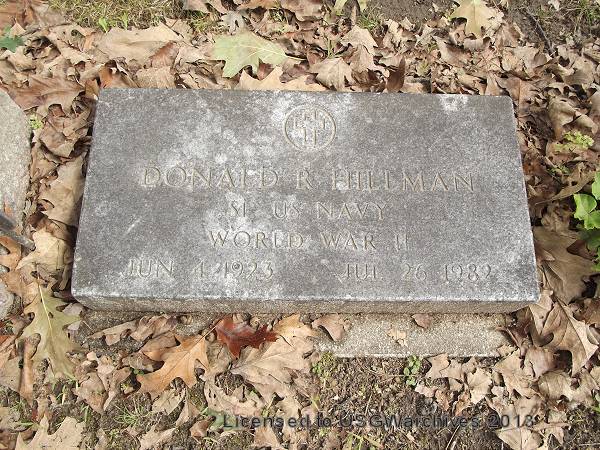 DONALD R HILLMAN
S1 US NAVY
WORLD WAR II
JUN 4 1923 JUL 26 1982
Licensed to USGWarchives 2013